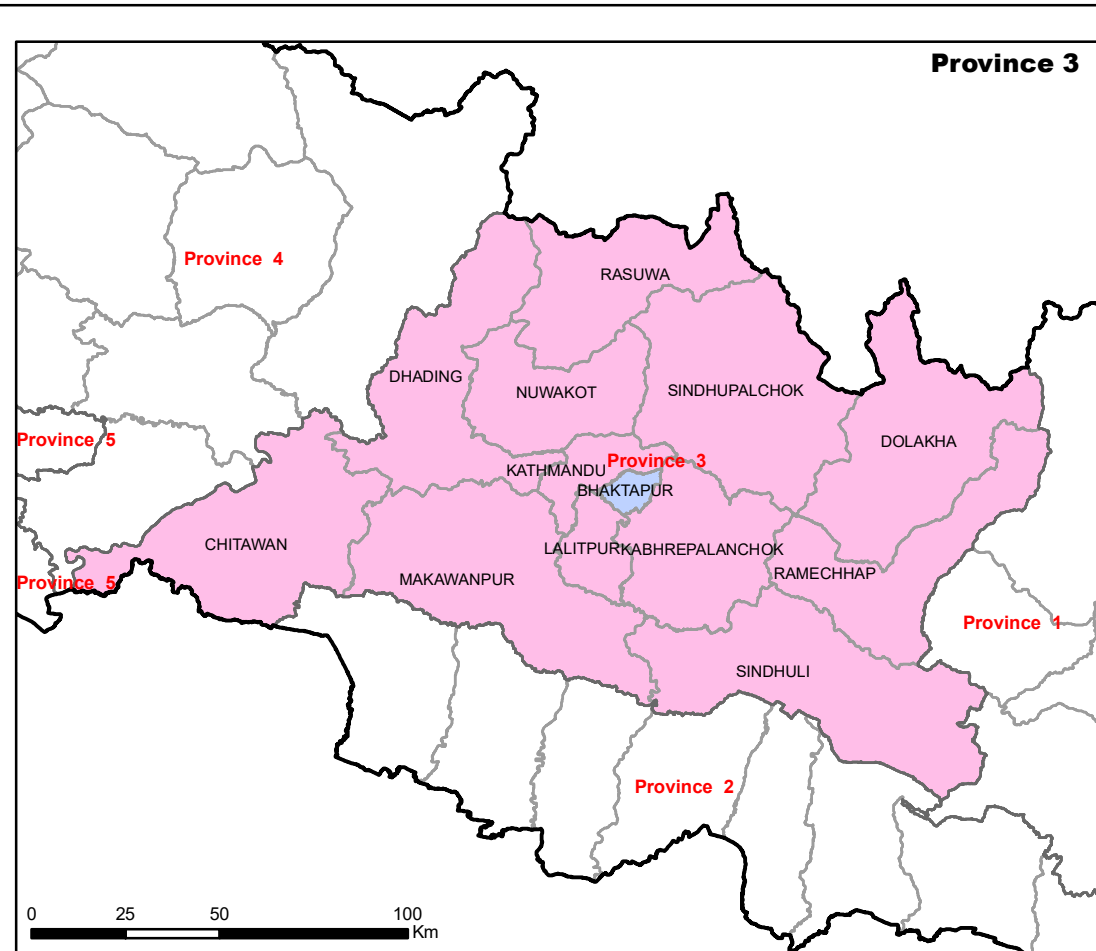 Province 3
Province 4
RASUWA
DHADING
NUWAKOT
SINDHUPALCHOK
Province 5
DOLAKHA
KATHMANDU
Province 3
BHAKTAPUR
CHITAWAN
LALITPUR
KABHREPALANCHOK
MAKAWANPUR
RAMECHHAP
Province 5
Province 1
SINDHULI
Province 2
0 25 50 100
Km